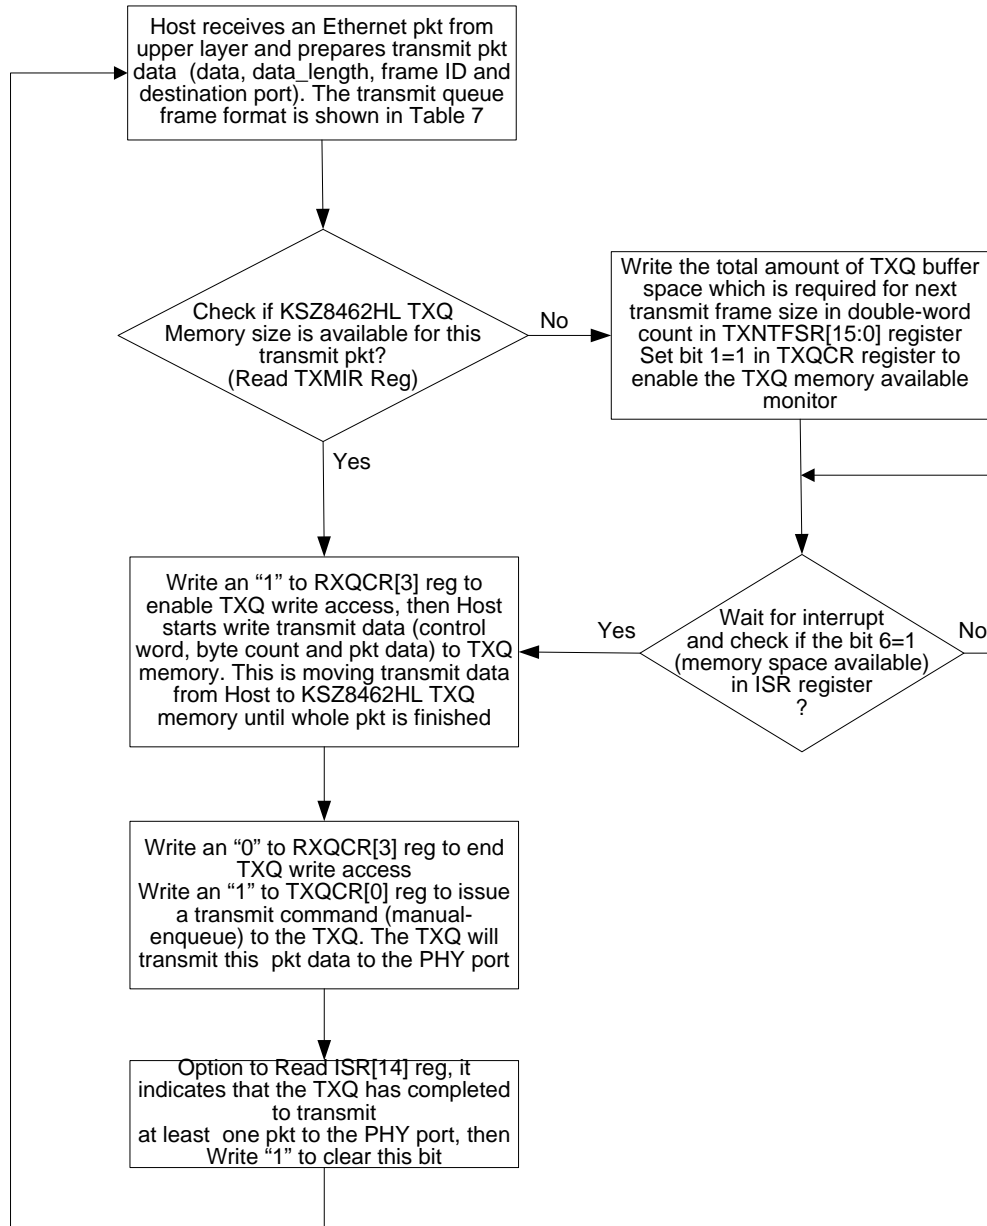 Host receives an Ethernet pkt from
upper layer and prepares transmit pkt
data (data, data_length, frame ID and
destination port). The transmit queue
frame format is shown in Table 7
Check if KSZ8462HL TXQ
Memory size is available for this
transmit pkt?
(Read TXMIR Reg)
No
Yes
Write the total amount of TXQ buffer
space which is required for next
transmit frame size in double-word
count in TXNTFSR[15:0] register
Set bit 1=1 in TXQCR register to
enable the TXQ memory available
monitor
Wait for interrupt
and check if the bit 6=1
(memory space available)
in ISR register
?
Yes
No
Write an “1” to RXQCR[3] reg to
enable TXQ write access, then Host
starts write transmit data (control
word, byte count and pkt data) to TXQ
memory. This is moving transmit data
from Host to KSZ8462HL TXQ
memory until whole pkt is finished
Write an “0” to RXQCR[3] reg to end
TXQ write access
Write an “1” to TXQCR[0] reg to issue
a transmit command (manual-
enqueue) to the TXQ. The TXQ will
transmit this pkt data to the PHY port
Option to Read ISR[14] reg, it
indicates that the TXQ has completed
to transmit
at least one pkt to the PHY port, then
Write “1” to clear this bit